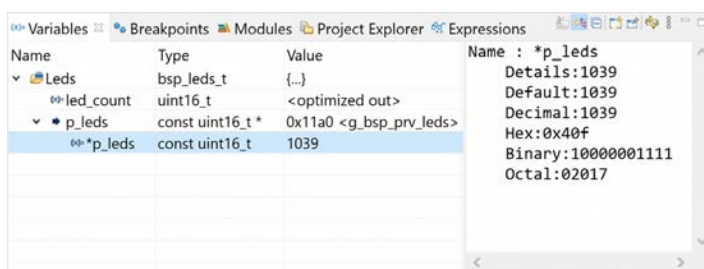 Variables Breakpoints Modules Project Explorer Expressions
Name Type Value
Leds bsp_leds_t {...}
led_count uint16_t <optimized out>
p_leds const uint16_t * 0x11a0 <g_bsp_prv_leds>
*p_leds const uint16_t 1039
Name : *p_leds
Details:1039
Default:1039
Decimal:1039
Hex:0x40f
Binary:10000001111
Octal:02017